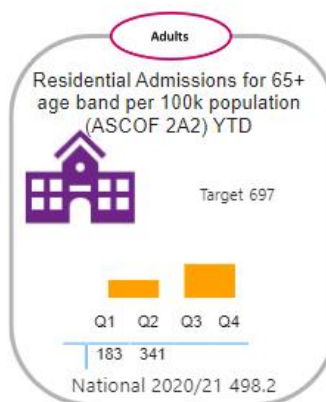 Adults
Residential Admissions for 65+
age band per 100k population
(ASCOF 2A2) YTD
Target 697
Q1 Q2 Q3 Q4
183 341
National 2020/21 498.2